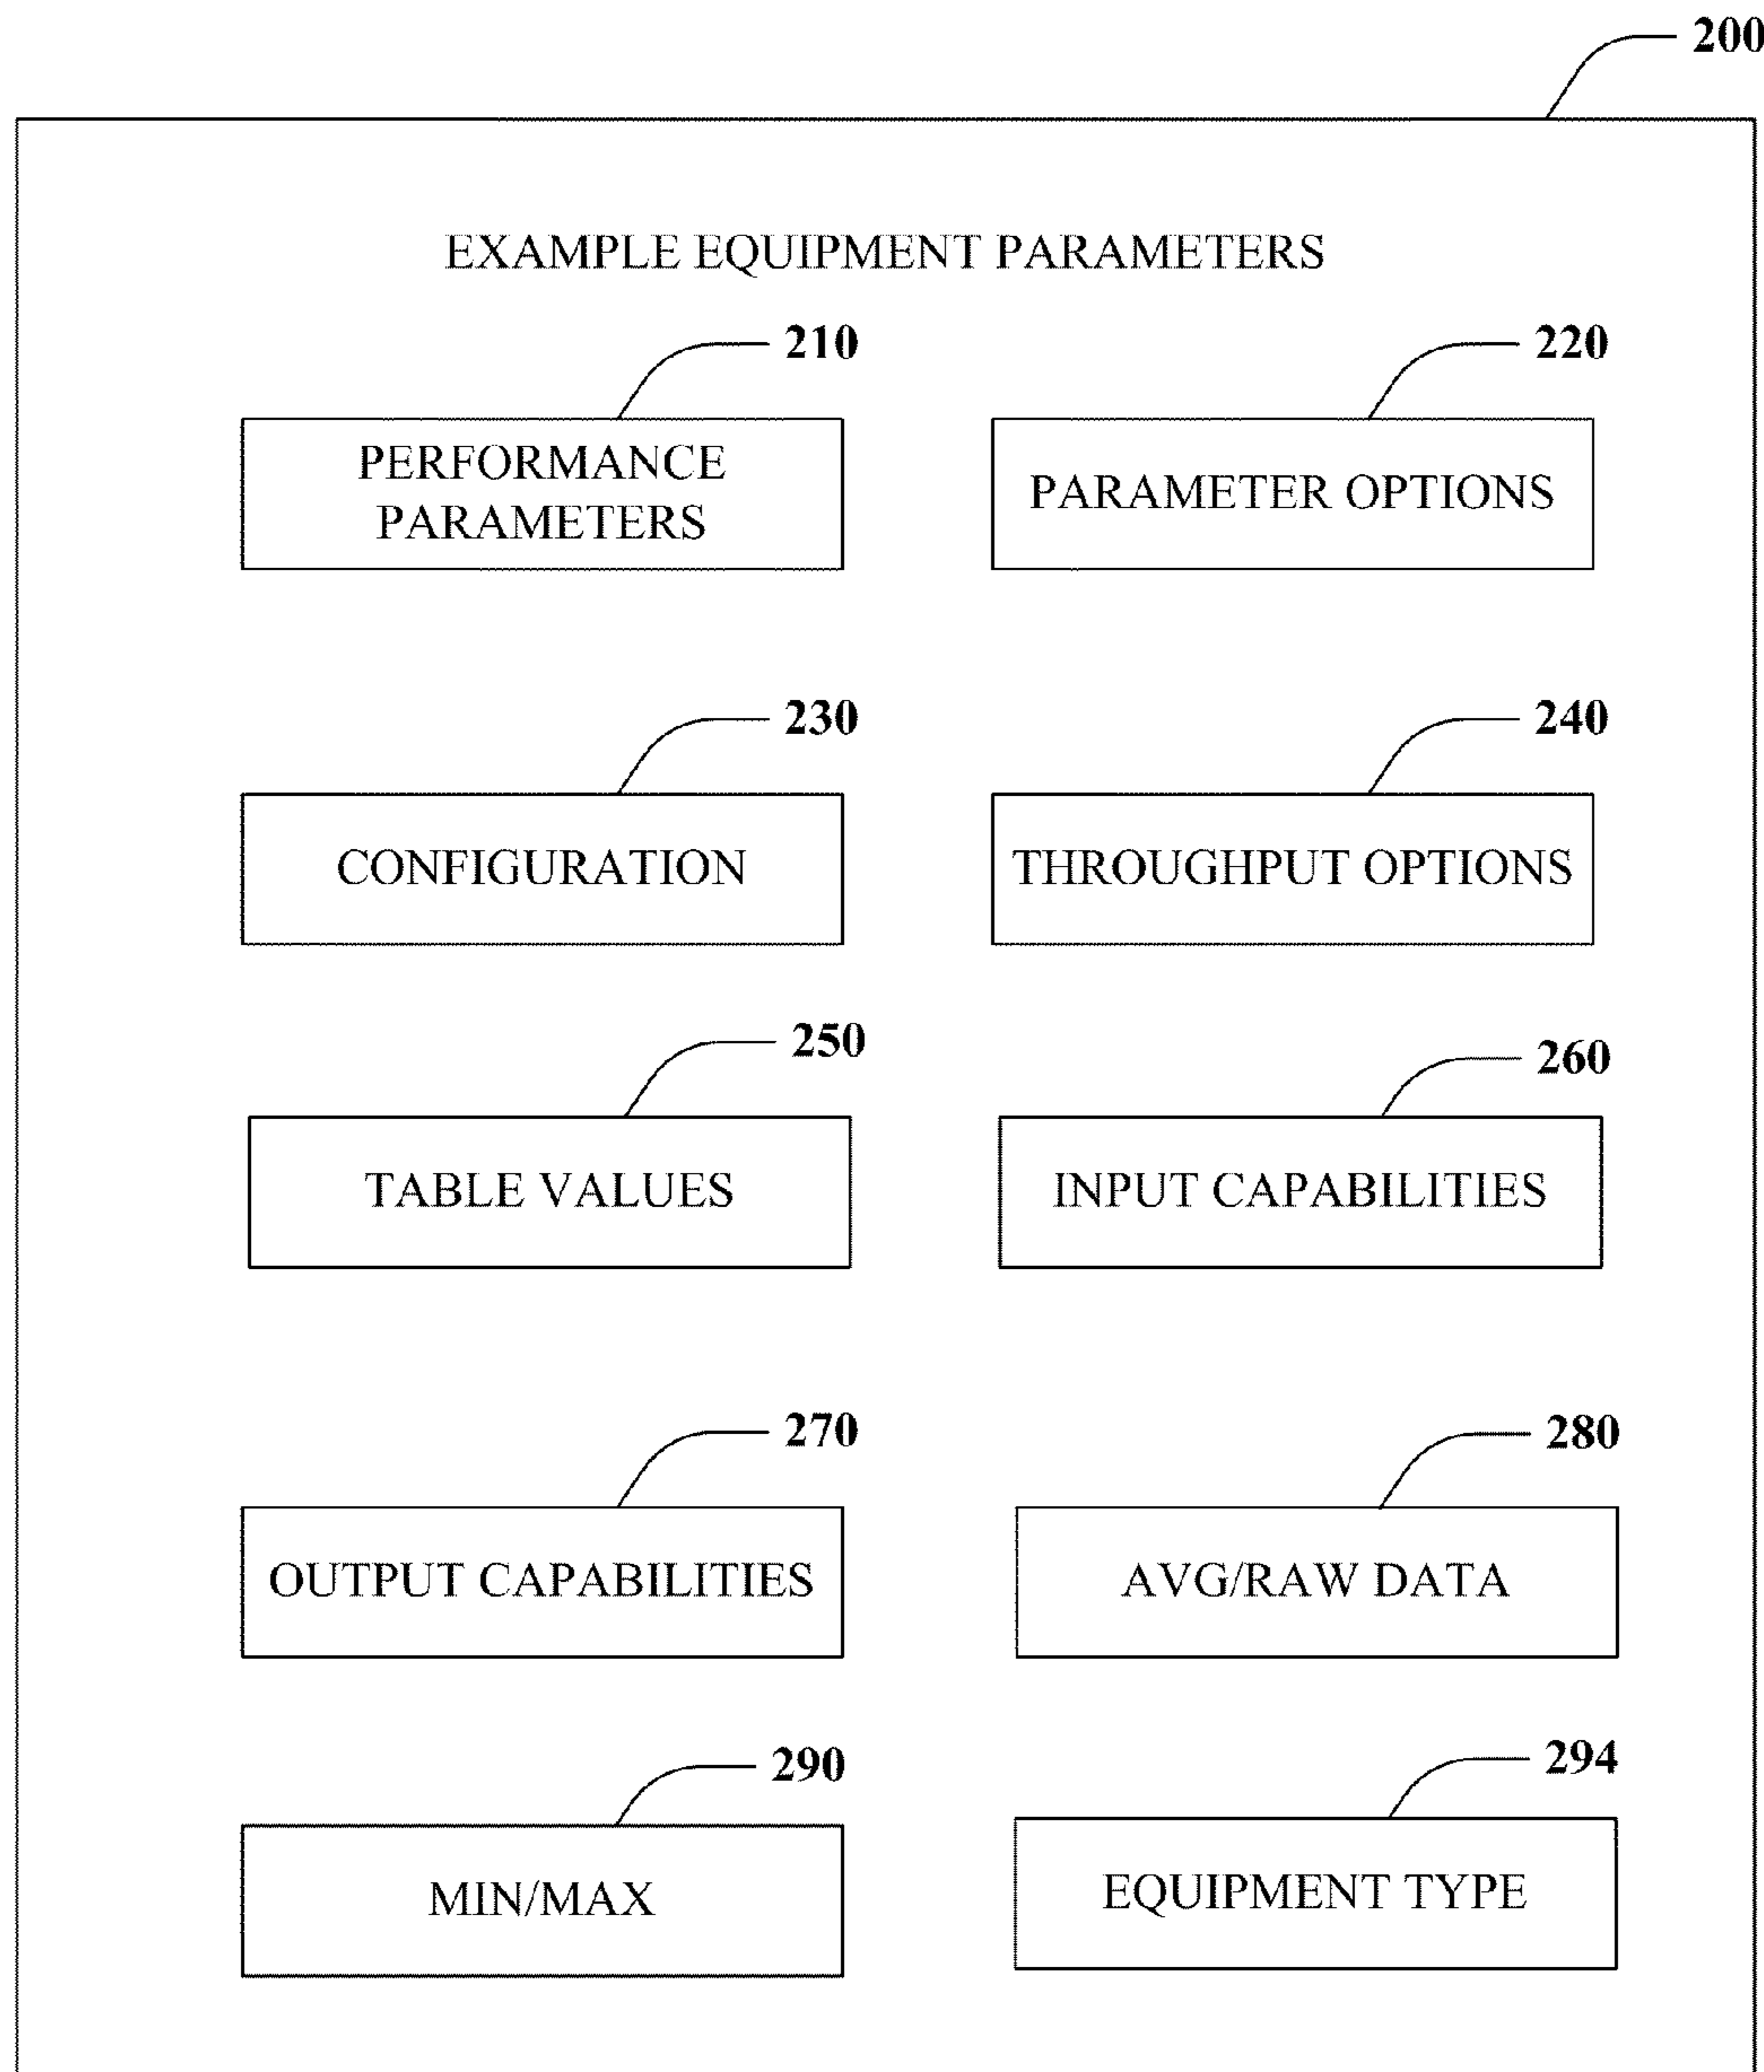 200
EXAMPLE EQUIPMENT PARAMETERS
210
220
PERFORMANCE
PARAMETERS
PARAMETER OPTIONS
230
240
CONFIGURATION
THROUGHPUT OPTIONS
250
260
TABLE VALUES
INPUT CAPABILITIES
270
280
OUTPUT CAPABILITIES
AVG/RAW DATA
290
294
MIN/MAX
EQUIPMENT TYPE